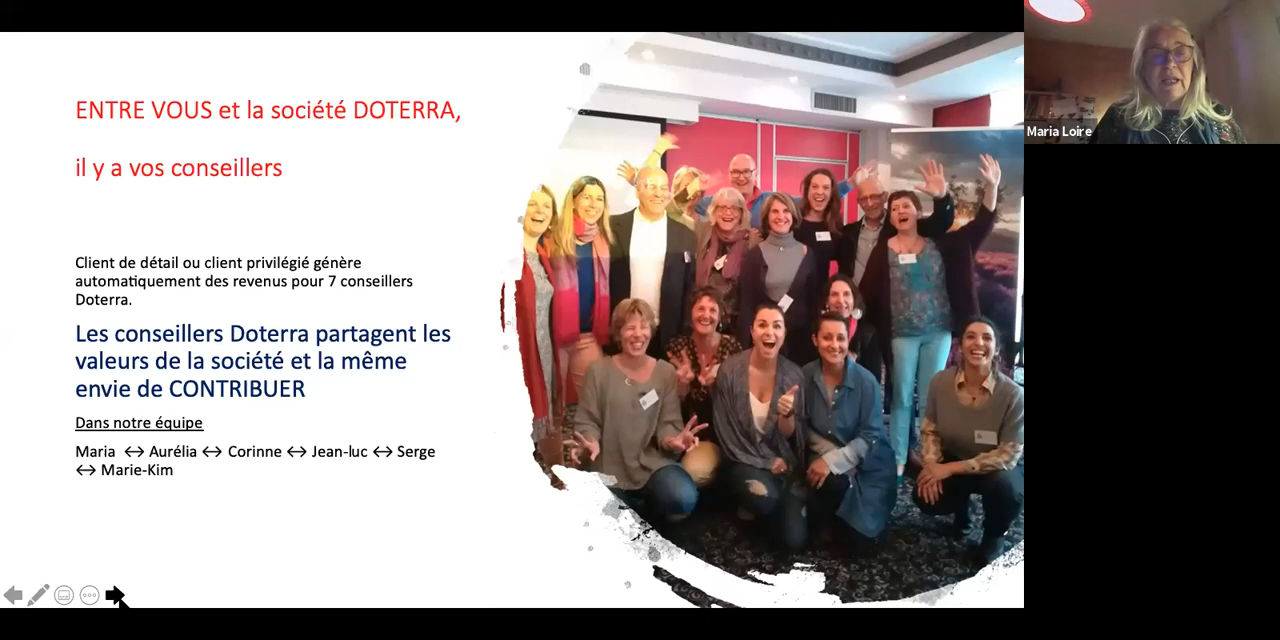 ENTRE VOUS et la société DOTERRA,
il y a vos conseillers
Client de détail ou client privilégié génère
automatiquement des revenus pour 7 conseillers
Doterra.
Les conseillers Doterra partagent les
valeurs de la société et la même
envie de CONTRIBUER
Dans notre équipe
Maria ↔ Aurélia ↔ Corinne ↔ Jean-luc ↔ Serge
↔ Marie-Kim
Maria Loire